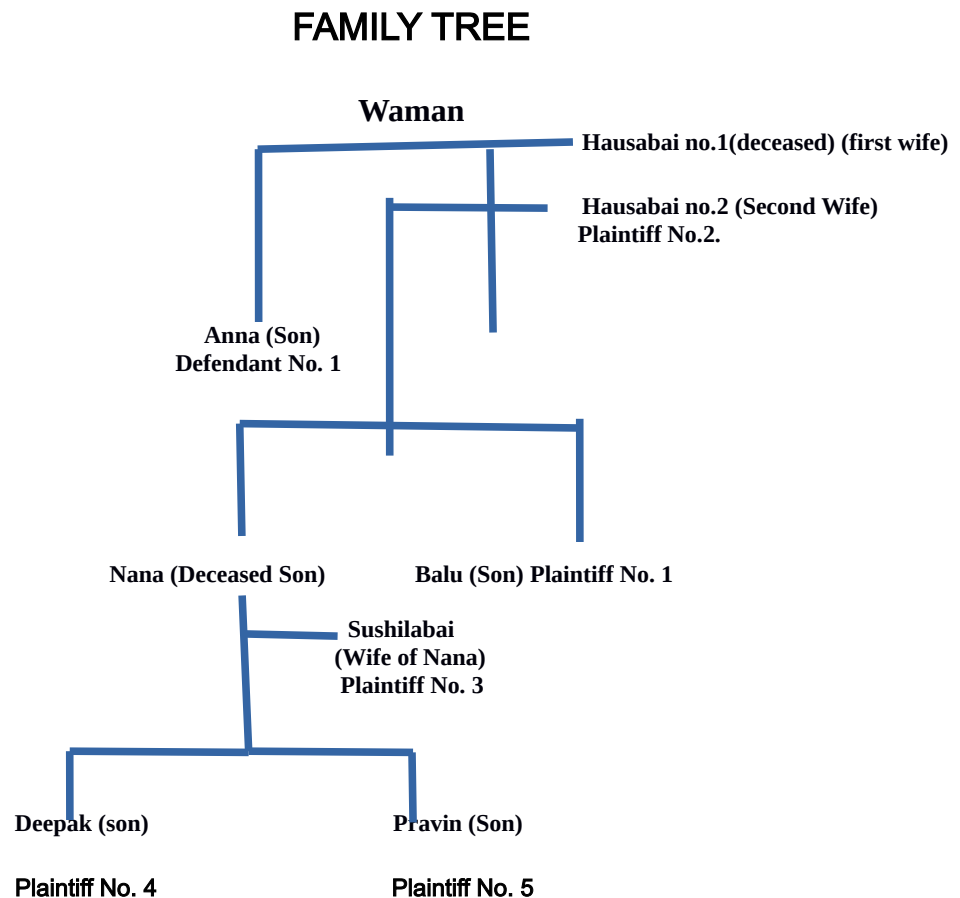 FAMILY TREE
Waman
Hausabai no.1(deceased) (first wife)
Hausabai no.2 (Second Wife)
Plaintiff No.2.
Anna (Son)
Defendant No. 1
Nana (Deceased Son)
Balu (Son) Plaintiff No. 1
Sushilabai
(Wife of Nana)
Plaintiff No. 3
Deepak (son)
Pravin (Son)
Plaintiff No. 4
Plaintiff No. 5